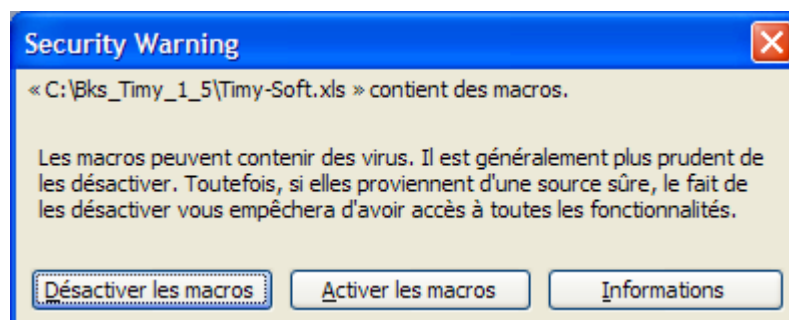 Security Warning
« C:\Bks_Timy_1_5\Timy-Soft.xls » contient des macros.
Les macros peuvent contenir des virus. Il est généralement plus prudent de
les désactiver. Toutefois, si elles proviennent d'une source sûre, le fait de
les désactiver vous empêchera d'avoir accès à toutes les fonctionnalités.
Désactiver les macros Activer les macros Informations